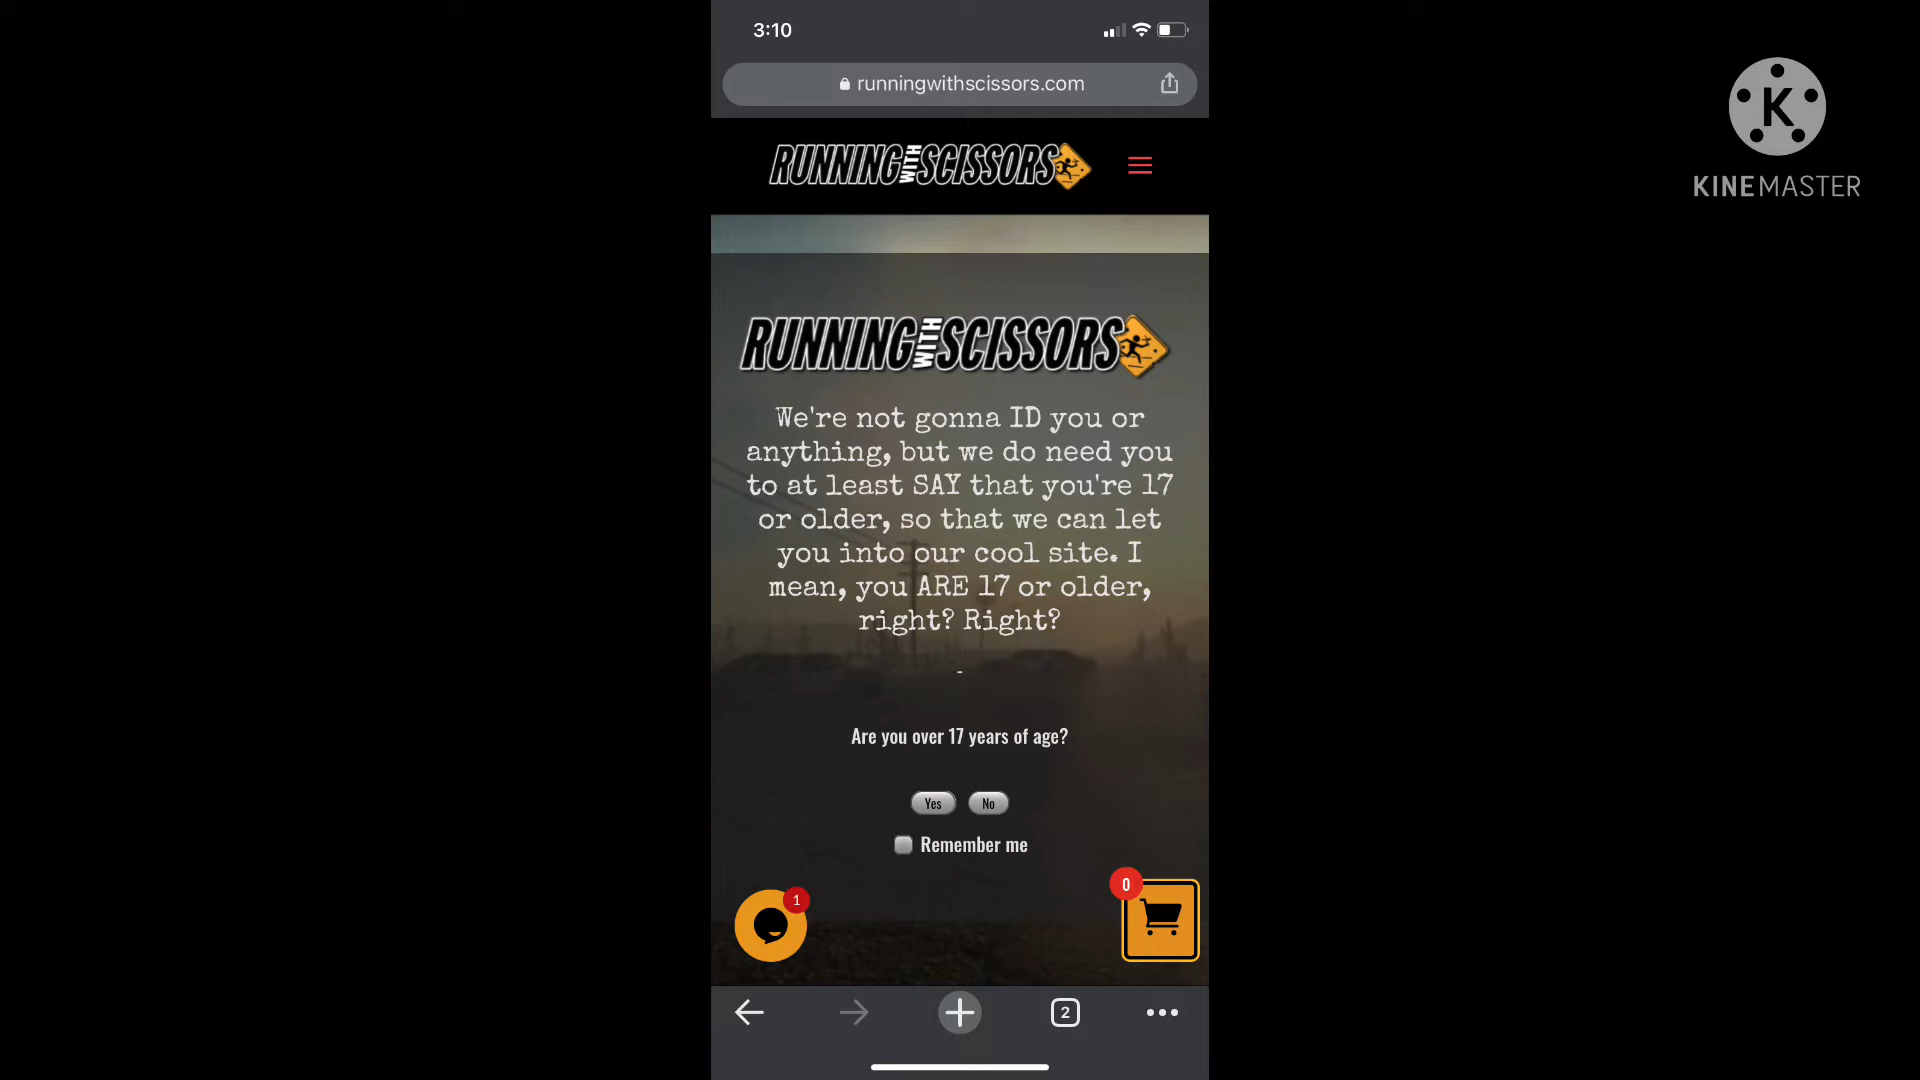 3:10
runningwithscissors.com
RUNNING WITH SCISSORS
K
KINEMASTER
RUNNING WITH SCISSORS
We're not gonna ID you or
anything, but we do need you
to at least SAY that you're 17
or older, so that we can let
you into our cool site. I
mean, you ARE 17 or older,
right? Right?
-
Are you over 17 years of age?
Yes No
Remember me
1
0
2